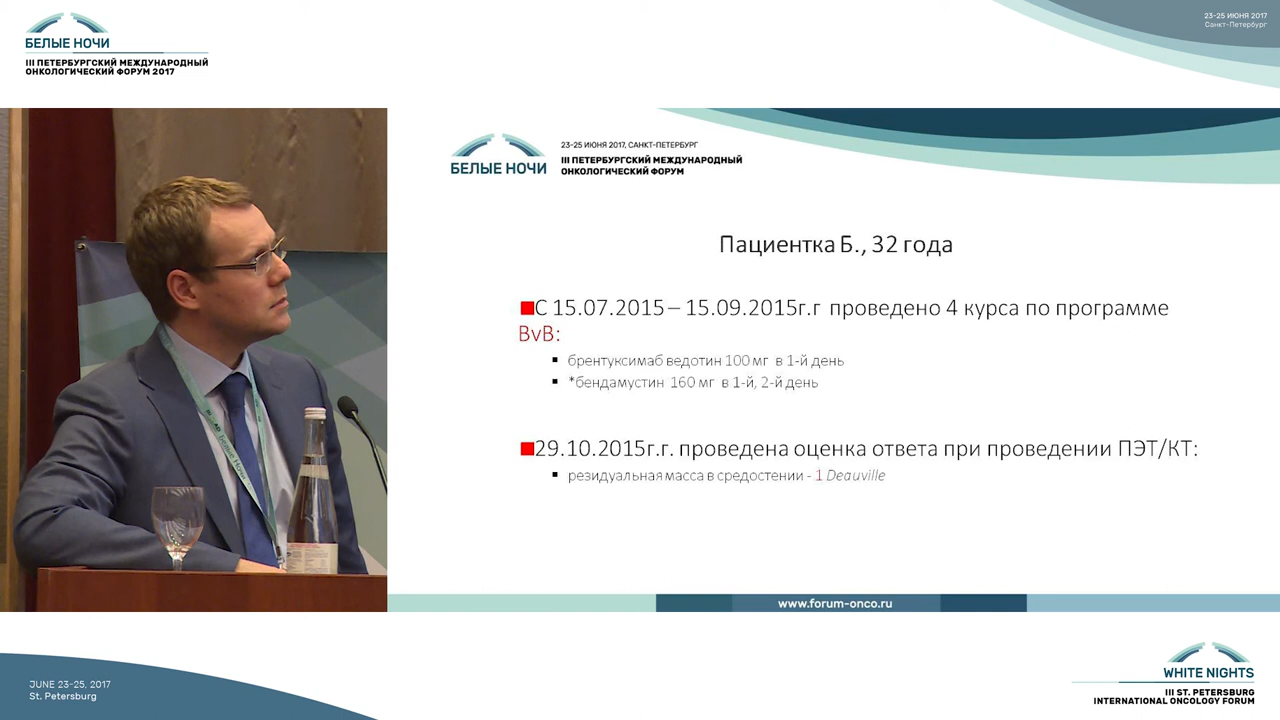 БЕЛЫЕ НОЧИ
III ПЕТЕРБУРГСКИЙ МЕЖДУНАРОДНЫЙ
ОНКОЛОГИЧЕСКИЙ ФОРУМ 2017
23-25 ИЮНЯ 2017
Санкт-Петербург
БЕЛЫЕ НОЧИ
23-25 ИЮНЯ 2017, САНКТ-ПЕТЕРБУРГ
III ПЕТЕРБУРГСКИЙ МЕЖДУНАРОДНЫЙ
ОНКОЛОГИЧЕСКИЙ ФОРУМ
Пациентка Б., 32 года
С 15.07.2015 – 15.09.2015г.г проведено 4 курса по программе
BvB:
брентуксимаб ведотин 100 мг в 1-й день
*бендамустин 160 мг в 1-й, 2-й день
29.10.2015г.г. проведена оценка ответа при проведении ПЭТ/КТ:
резидуальная масса в средостении - 1 Deauville
www.forum-onco.ru
JUNE 23-25, 2017
St. Petersburg
WHITE NIGHTS
III ST. PETERSBURG
INTERNATIONAL ONCOLOGY FORUM